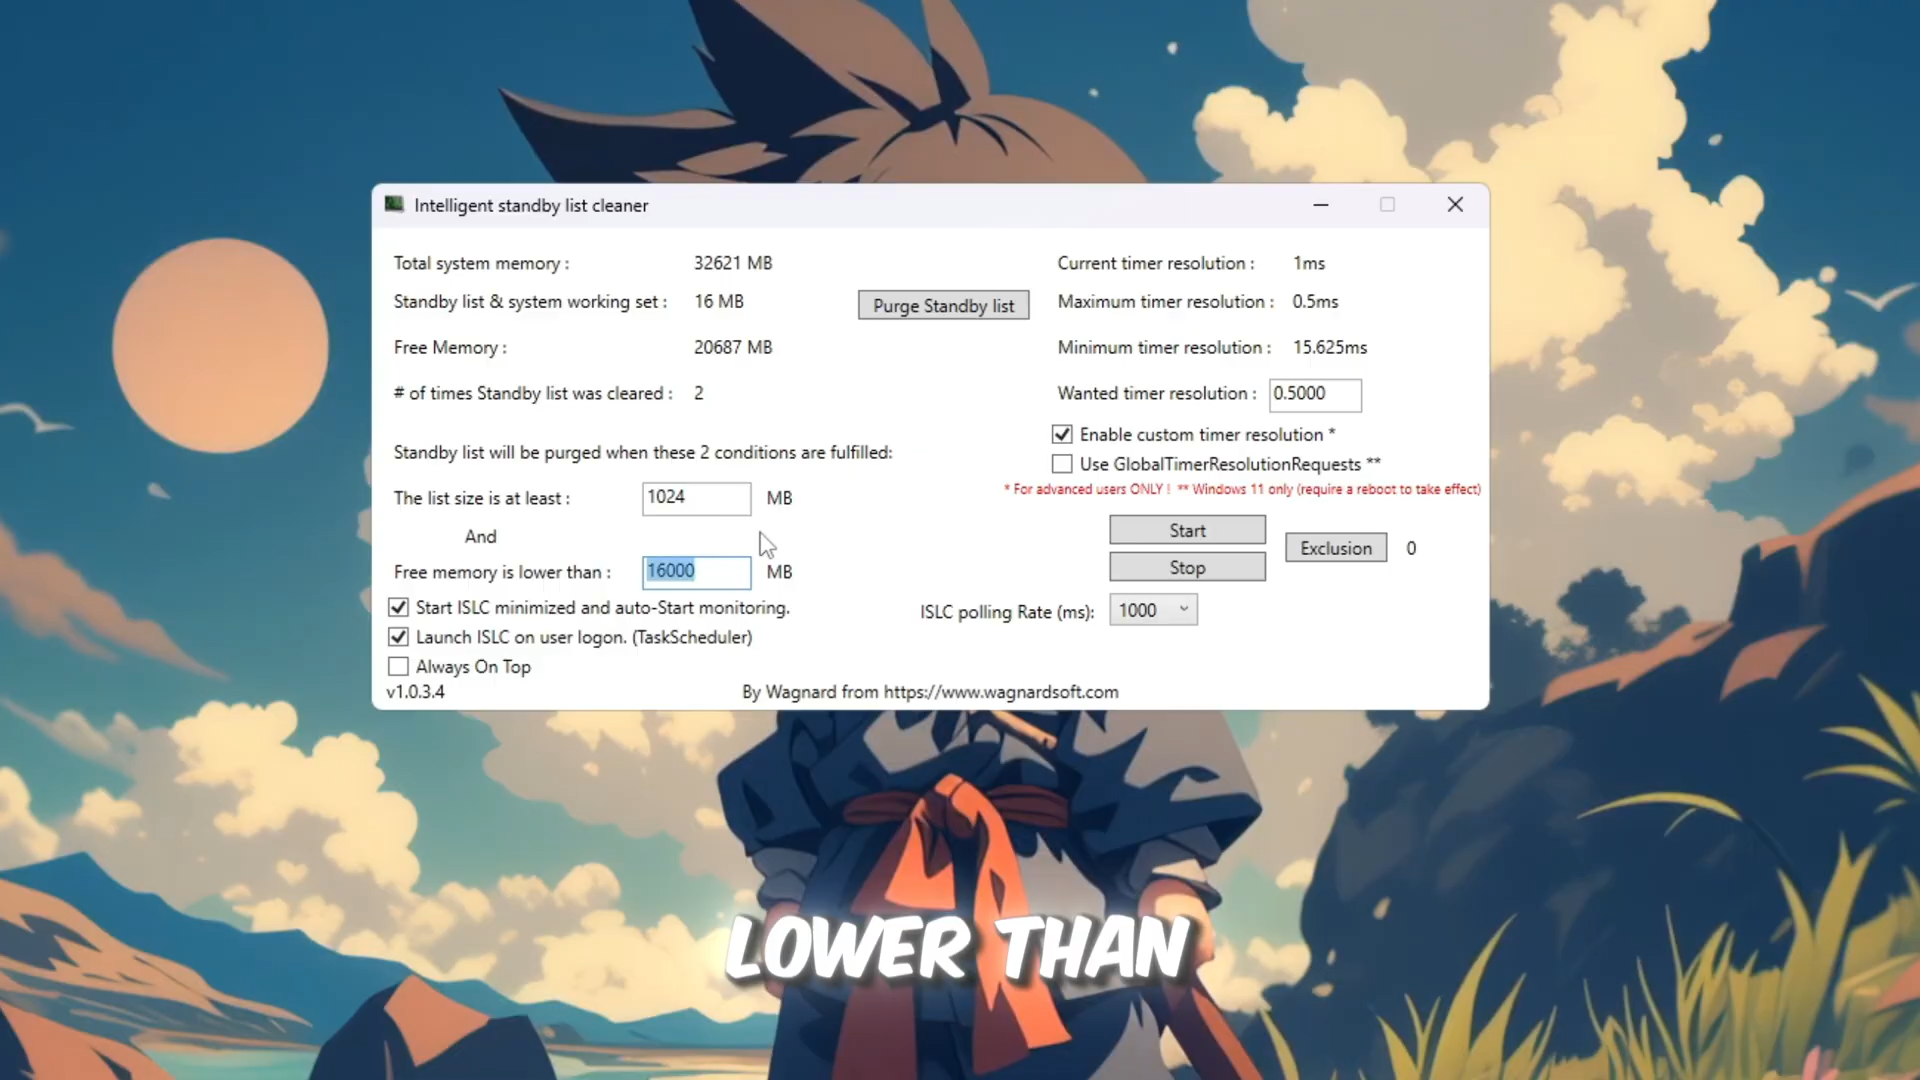 Intelligent standby list cleaner
Total system memory : 32621 MB
Standby list & system working set : 16 MB
Purge Standby list
Free Memory : 20687 MB
# of times Standby list was cleared : 2
Standby list will be purged when these 2 conditions are fulfilled:
The list size is at least : 1024 MB
And
Free memory is lower than : 16000 MB
Start ISLC minimized and auto-Start monitoring.
Launch ISLC on user logon. (TaskScheduler)
Always On Top
v1.0.3.4
Current timer resolution : 1ms
Maximum timer resolution : 0.5ms
Minimum timer resolution : 15.625ms
Wanted timer resolution : 0.5000
Enable custom timer resolution *
Use GlobalTimerResolutionRequests **
* For advanced users ONLY ! ** Windows 11 only (require a reboot to take effect)
Start
Stop
Exclusion 0
ISLC polling Rate (ms): 1000
By Wagnard from https://www.wagnardsoft.com
LOWER THAN